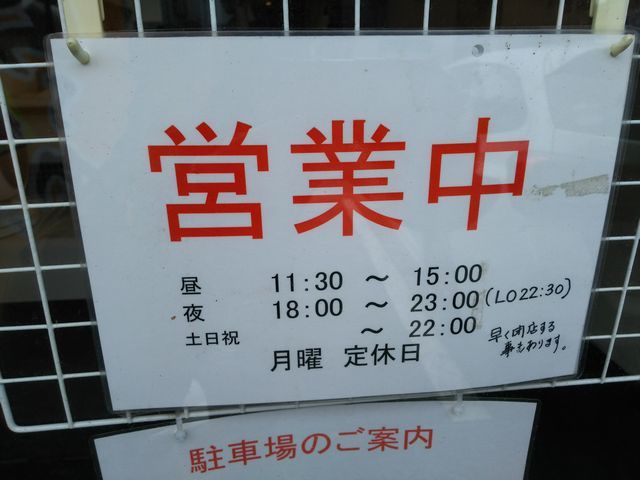 営業中
昼 11:30 ～ 15:00
夜 18:00 ～ 23:00 (LO 22:30)
土日祝 ～ 22:00 早く閉店する
事もあります。
月曜 定休日
駐車場のご案内